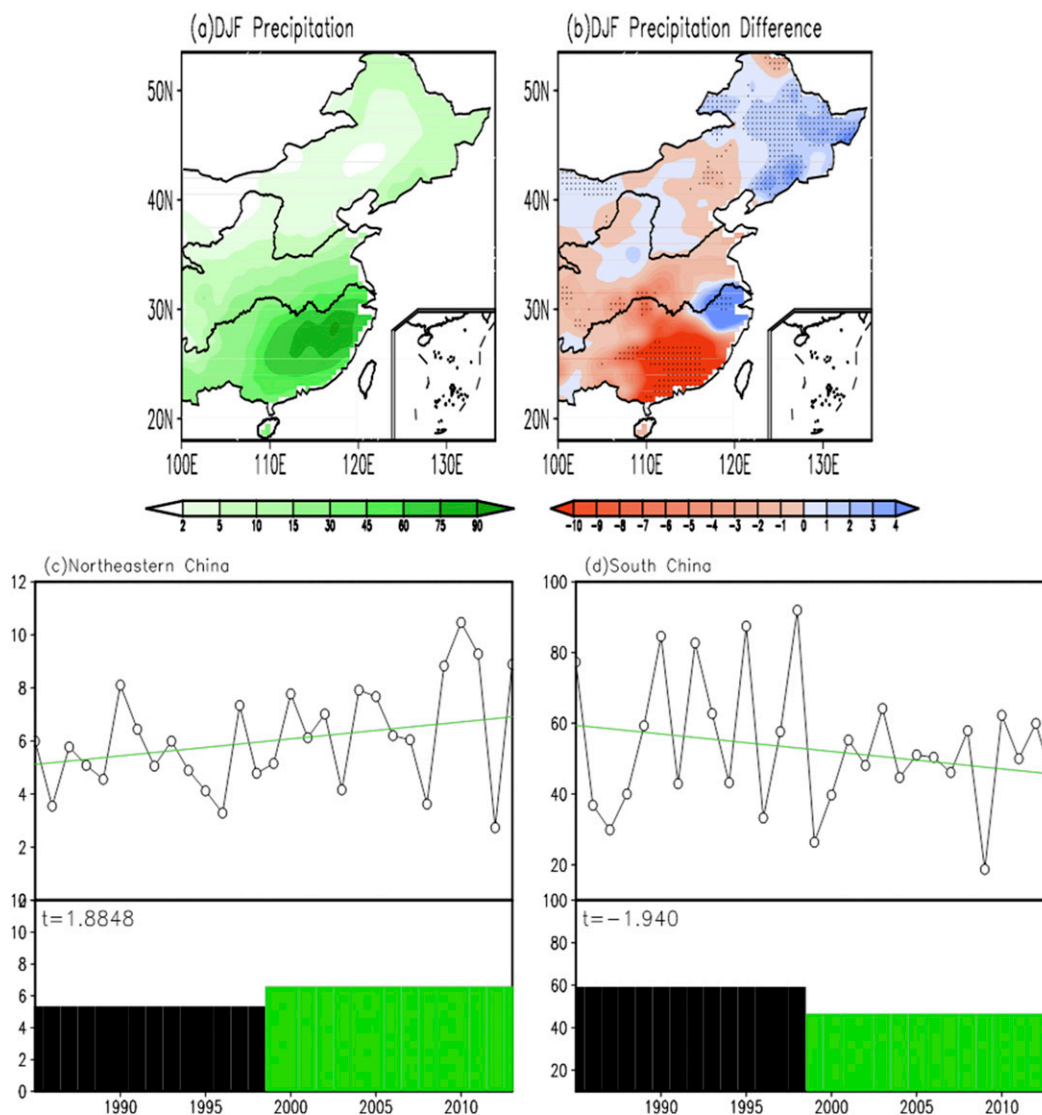 (a)DJF Precipitation
(b)DJF Precipitation Difference
50N
40N
30N
20N
100E 110E 120E 130E
50N
40N
30N
20N
100E 110E 120E 130E
2 5 10 15 30 45 60 75 90
-10 -9 -8 -7 -6 -5 -4 -3 -2 -1 0 1 2 3 4
(c)Northeastern China
12
10
8
6
4
2
0
t=1.8848
12
10
8
6
4
2
0
1990 1995 2000 2005 2010
(d)South China
100
80
60
40
20
100
t=-1.940
80
60
40
20
1990 1995 2000 2005 2010